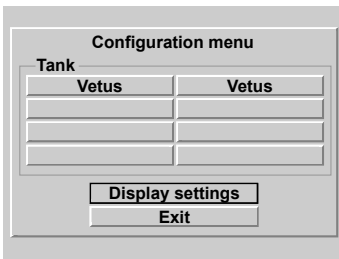 Configuration menu
Tank
Vetus Vetus
Display settings
Exit